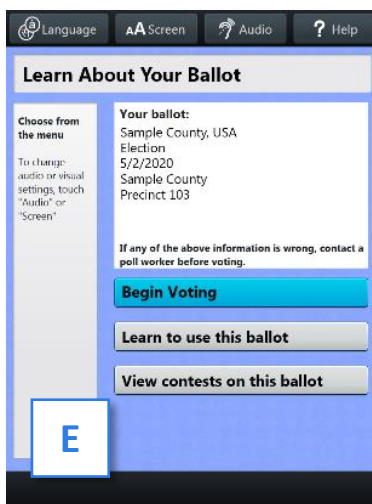 Language
AA Screen
Audio
? Help
Learn About Your Ballot
Choose from
the menu
To change
audio or visual
settings, touch
"Audio" or
"Screen"
Your ballot:
Sample County, USA
Election
5/2/2020
Sample County
Precinct 103
If any of the above information is wrong, contact a
poll worker before voting.
Begin Voting
Learn to use this ballot
View contests on this ballot
E